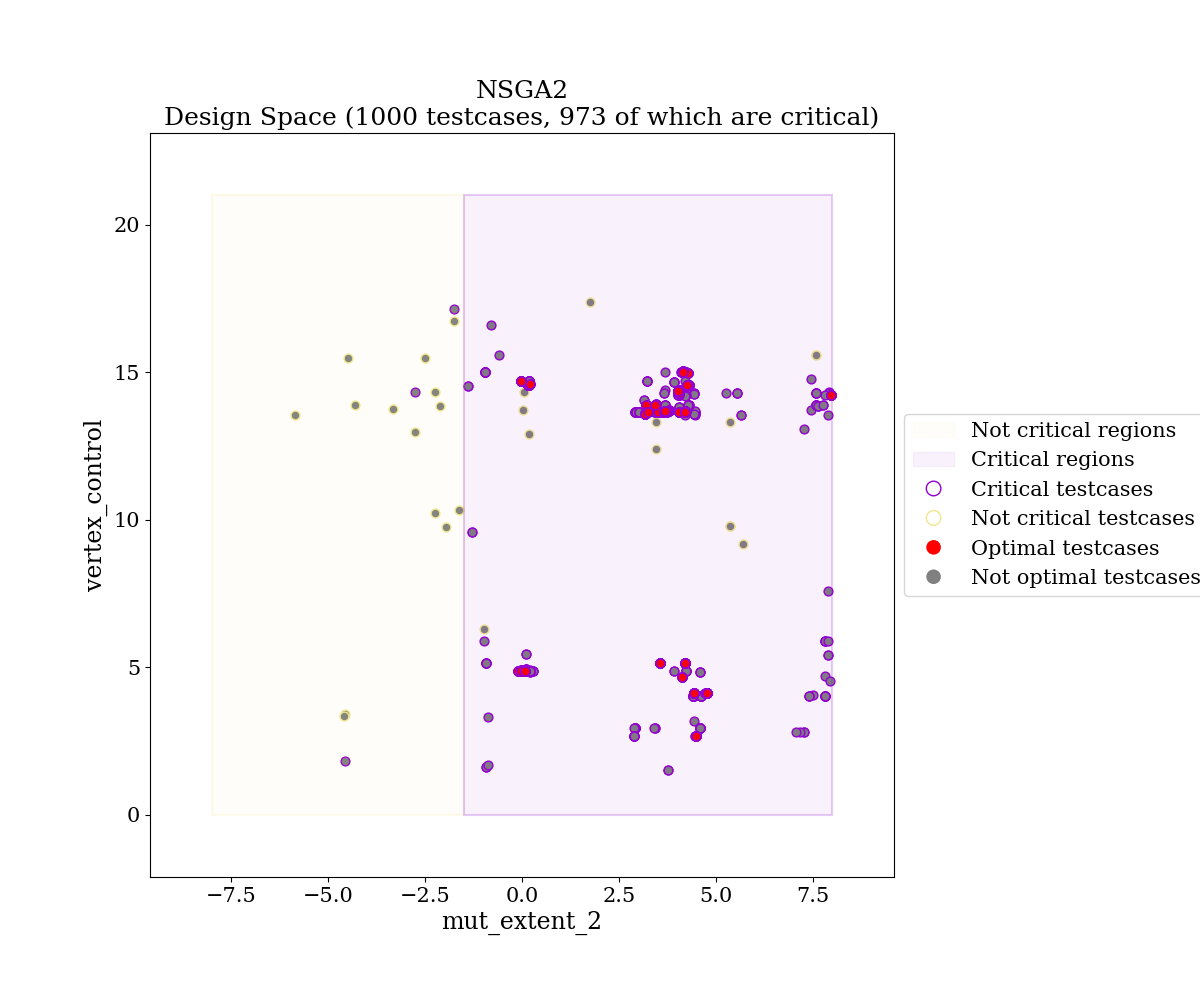 NSGA2
Design Space (1000 testcases, 973 of which are critical)
vertex_control
20
15
10
5
0
−7.5
−5.0
−2.5
0.0
2.5
5.0
7.5
mut_extent_2
Not critical regions
Critical regions
Critical testcases
Not critical testcases
Optimal testcases
Not optimal testcases